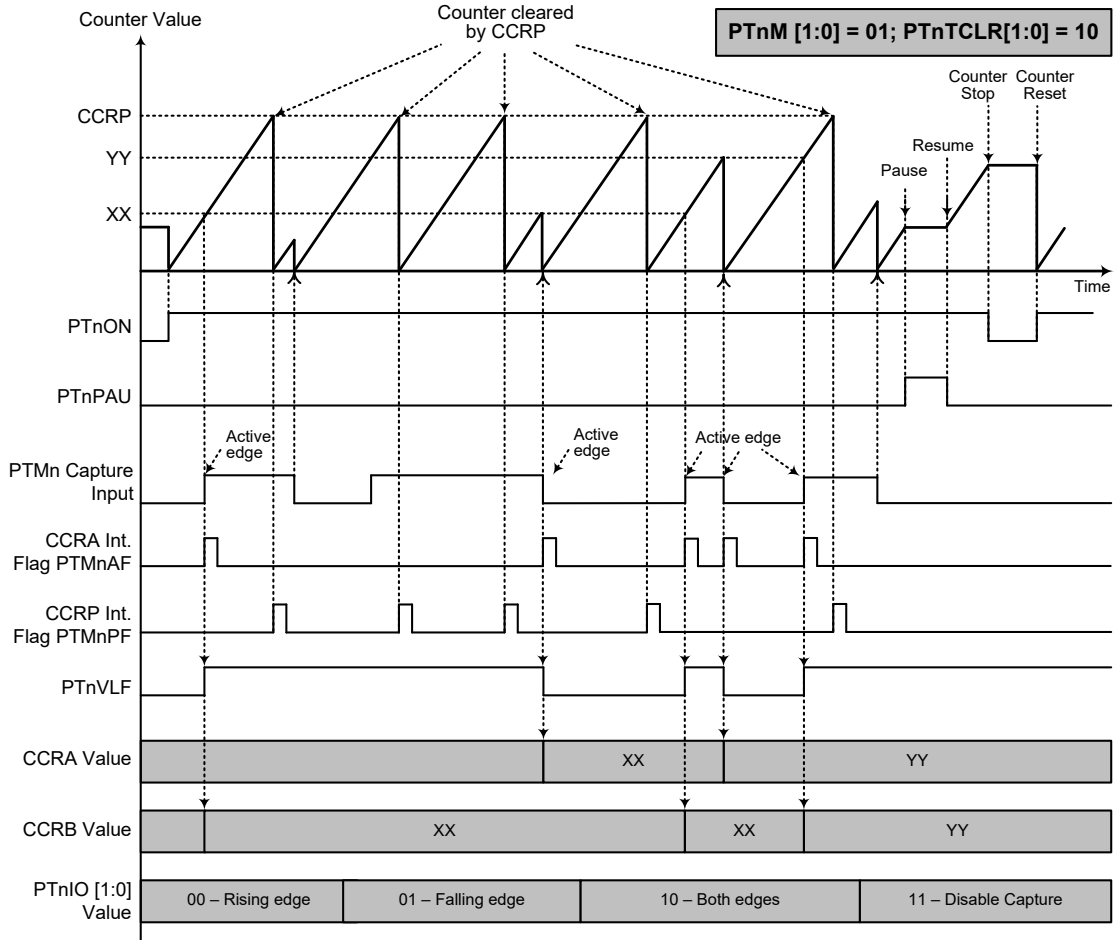 Counter Value
Counter cleared
by CCRP
PTnM [1:0] = 01; PTnTCLR[1:0] = 10
Counter
Stop
Counter
Reset
CCRP
YY
XX
Pause
Resume
Time
PTnON
PTnPAU
PTMn Capture
Input
Active
edge
Active
edge
Active edge
CCRA Int.
Flag PTMnAF
CCRP Int.
Flag PTMnPF
PTnVLF
CCRA Value
XX
YY
CCRB Value
XX
XX
YY
PTnIO [1:0]
Value
00 – Rising edge
01 – Falling edge
10 – Both edges
11 – Disable Capture